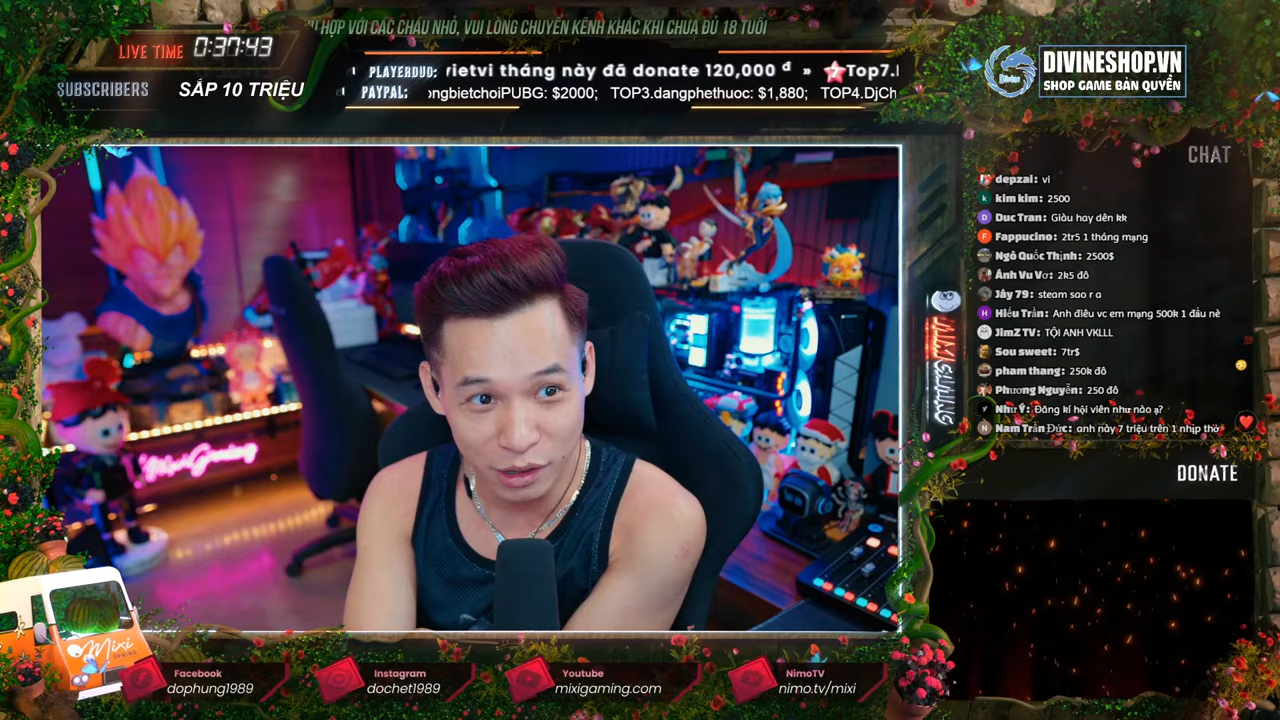 HÙ HỢP VỚI CÁC CHÁU NHỎ, VUI LÒNG CHUYỂN KÊNH KHÁC KHI CHƯA ĐỦ 18 TUỔI
LIVE TIME 0:37:43
SUBSCRIBERS SẮP 10 TRIỆU
PLAYERDUO: rietvi tháng này đã donate 120,000 ₫ » 7 Top7.
PAYPAL: ongbietchoiPUBG: $2000; TOP3.dangphethuoc: $1,880; TOP4.DjCh
DIVINESHOP.VN
SHOP GAME BẢN QUYỀN
CHAT
depzai: vi
kim kim: 2500
Duc Tran: Giàu hay dên kk
Fappucino: 2tr5 1 tháng mạng
Ngô Quốc Thịnh: 2500$
Ánh Vu Vơ: 2k5 đô
Jây 79: steam sao r a
Hiếu Trần: Anh điêu vc em mạng 500k 1 đầu nè
JimZ TV: TỘI ANH VKLLL
Sou sweet: 7tr$
pham thang: 250k đô
Phương Nguyễn: 250 đô
Như Ý: Đăng kí hội viên như nào ạ?
Nam Trần Đức: anh này 7 triệu trên 1 nhịp thở
DONATE
MixiGaming
MIXI
Mixi
SPRING
Facebook
dophung1989
Instagram
dochet1989
Youtube
mixigaming.com
NimoTV
nimo.tv/mixi